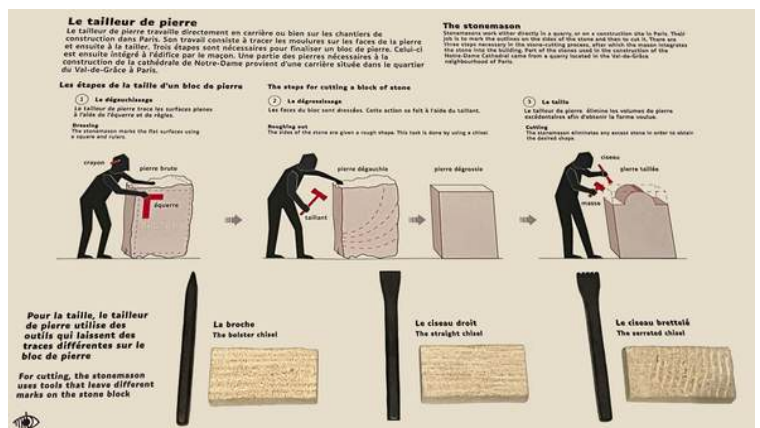 Le tailleur de pierre
Le tailleur de pierre travaille directement en carrière ou bien sur les chantiers de
construction dans Paris. Son travail consiste à tracer les moulures sur les faces de la pierre
et ensuite à la tailler. Trois étapes sont nécessaires pour finaliser un bloc de pierre. Celui-ci
est ensuite intégré à l'édifice par le maçon. Une partie des pierres nécessaires à la
construction de la cathédrale de Notre-Dame provient d'une carrière située dans le quartier
du Val-de-Grâce à Paris.
The stonemason
Stonemasons work either directly in a quarry, or on a construction site in Paris. Their
job is to mark the outlines on the sides of the stone and then to cut it. There are
three steps necessary in the stone-cutting process, after which the mason integrates
the stone into the building. Part of the stones used in the construction of the
Notre-Dame Cathedral came from a quarry located in the Val-de-Grâce
neighbourhood of Paris.
Les étapes de la taille d'un bloc de pierre
The steps for cutting a block of stone
1 Le dégauchissage
Le tailleur de pierre trace les surfaces planes
à l'aide de l'équerre et de règles.
Dressing
The stonemason marks the flat surfaces using
a square and rulers.
2 Le dégrossissage
Les faces du bloc sont dressées. Cette action se fait à l'aide du taillant.
Roughing out
The sides of the stone are given a rough shape. This task is done by using a chisel.
3 La taille
Le tailleur de pierre élimine les volumes de pierre
excédentaires afin d'obtenir la forme voulue.
Cutting
The stonemason eliminates any excess stone in order to obtain
the desired shape.
crayon
pierre brute
équerre
pierre dégauchie
taillant
pierre dégrossie
ciseau
pierre taillée
masse
Pour la taille, le tailleur
de pierre utilise des
outils qui laissent des
traces différentes sur le
bloc de pierre
For cutting, the stonemason
uses tools that leave different
marks on the stone block
La broche
The bolster chisel
Le ciseau droit
The straight chisel
Le ciseau brettelé
The serrated chisel